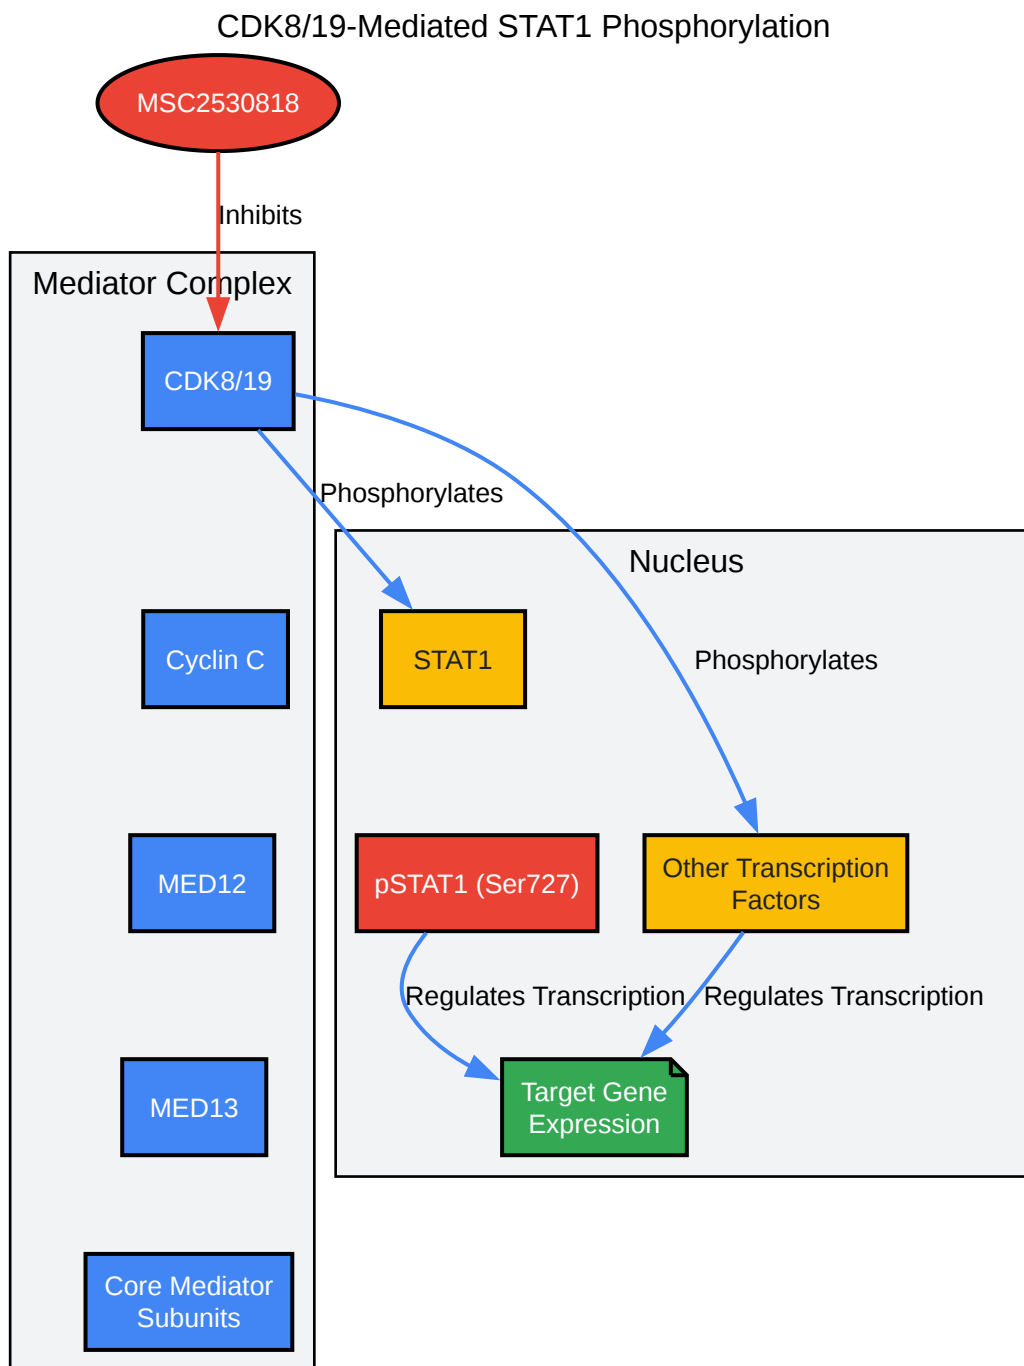 CDK8/19-Mediated STAT1 Phosphorylation
MSC2530818
Inhibits
Mediator Complex
CDK8/19
Phosphorylates
Nucleus
Cyclin C
STAT1
Phosphorylates
MED12
pSTAT1 (Ser727)
Other Transcription
Factors
Regulates Transcription
Regulates Transcription
MED13
Target Gene
Expression
Core Mediator
Subunits